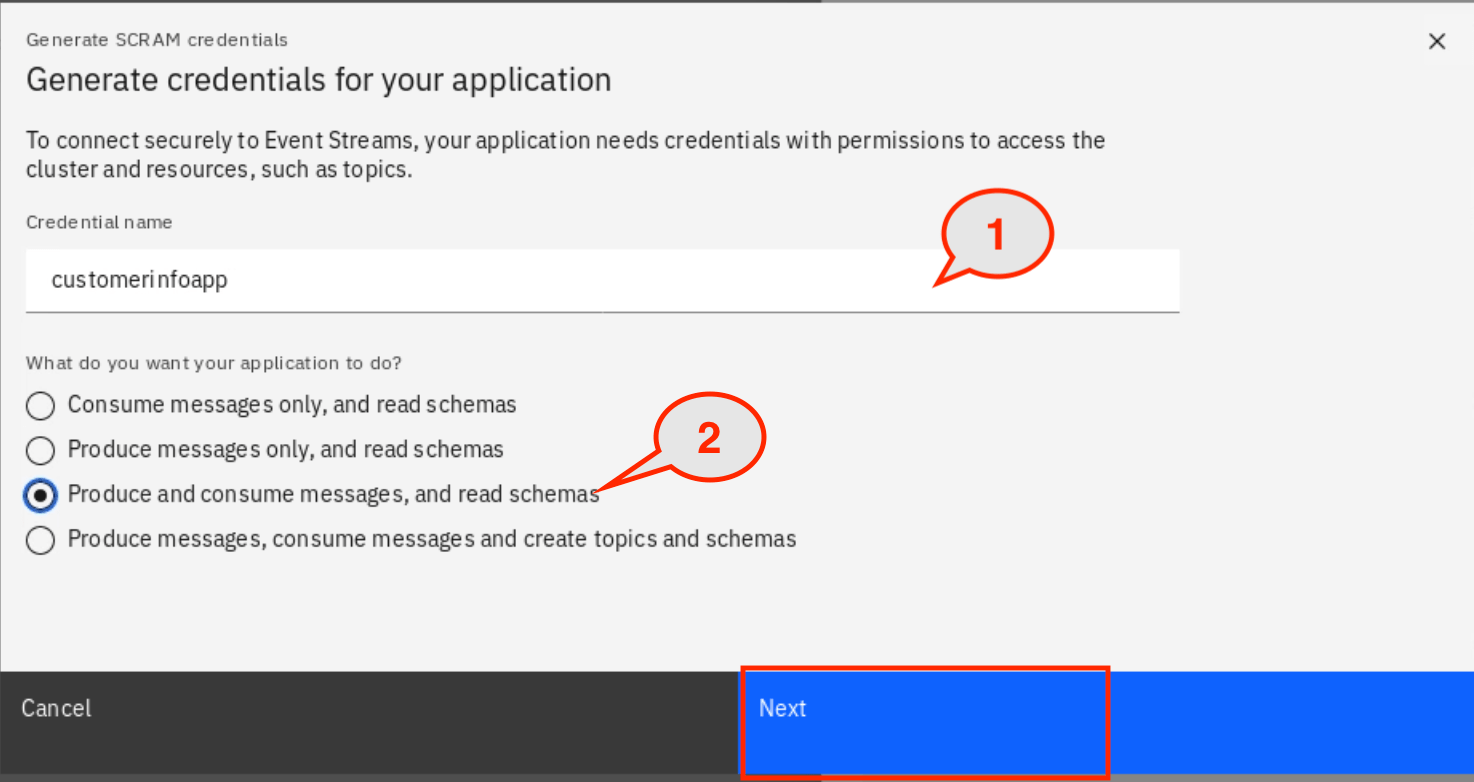 Generate SCRAM credentials
Generate credentials for your application
To connect securely to Event Streams, your application needs credentials with permissions to access the
cluster and resources, such as topics.
Credential name
1
customerinfoapp
What do you want your application to do?
Consume messages only, and read schemas
Produce messages only, and read schemas
2
Produce and consume messages, and read schemas
Produce messages, consume messages and create topics and schemas
Cancel
Next